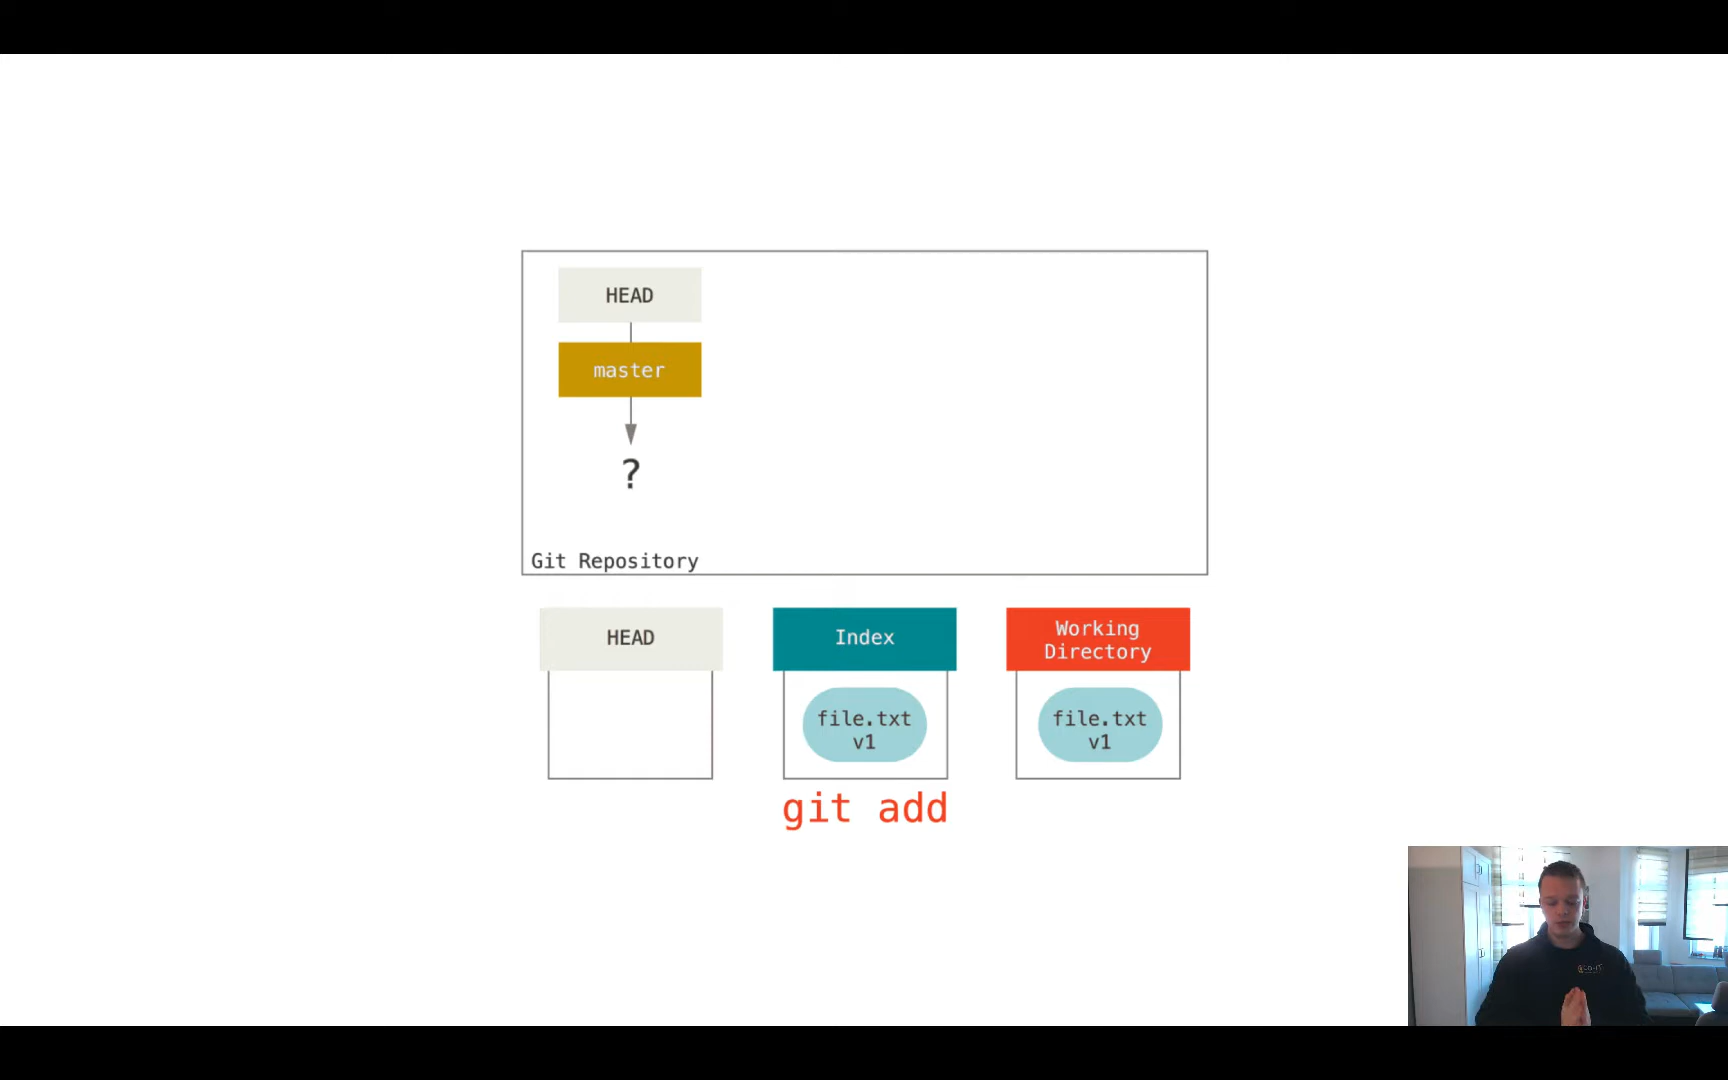 HEAD
master
?
Git Repository
HEAD
Index
Working
Directory
file.txt
v1
file.txt
v1
git add